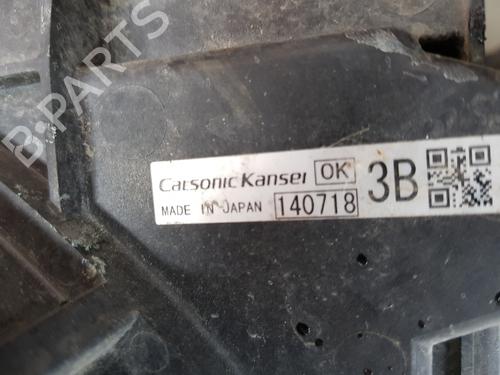 B-PARTS
CalsonicKansei OK 3B
MADE IN JAPAN 140718